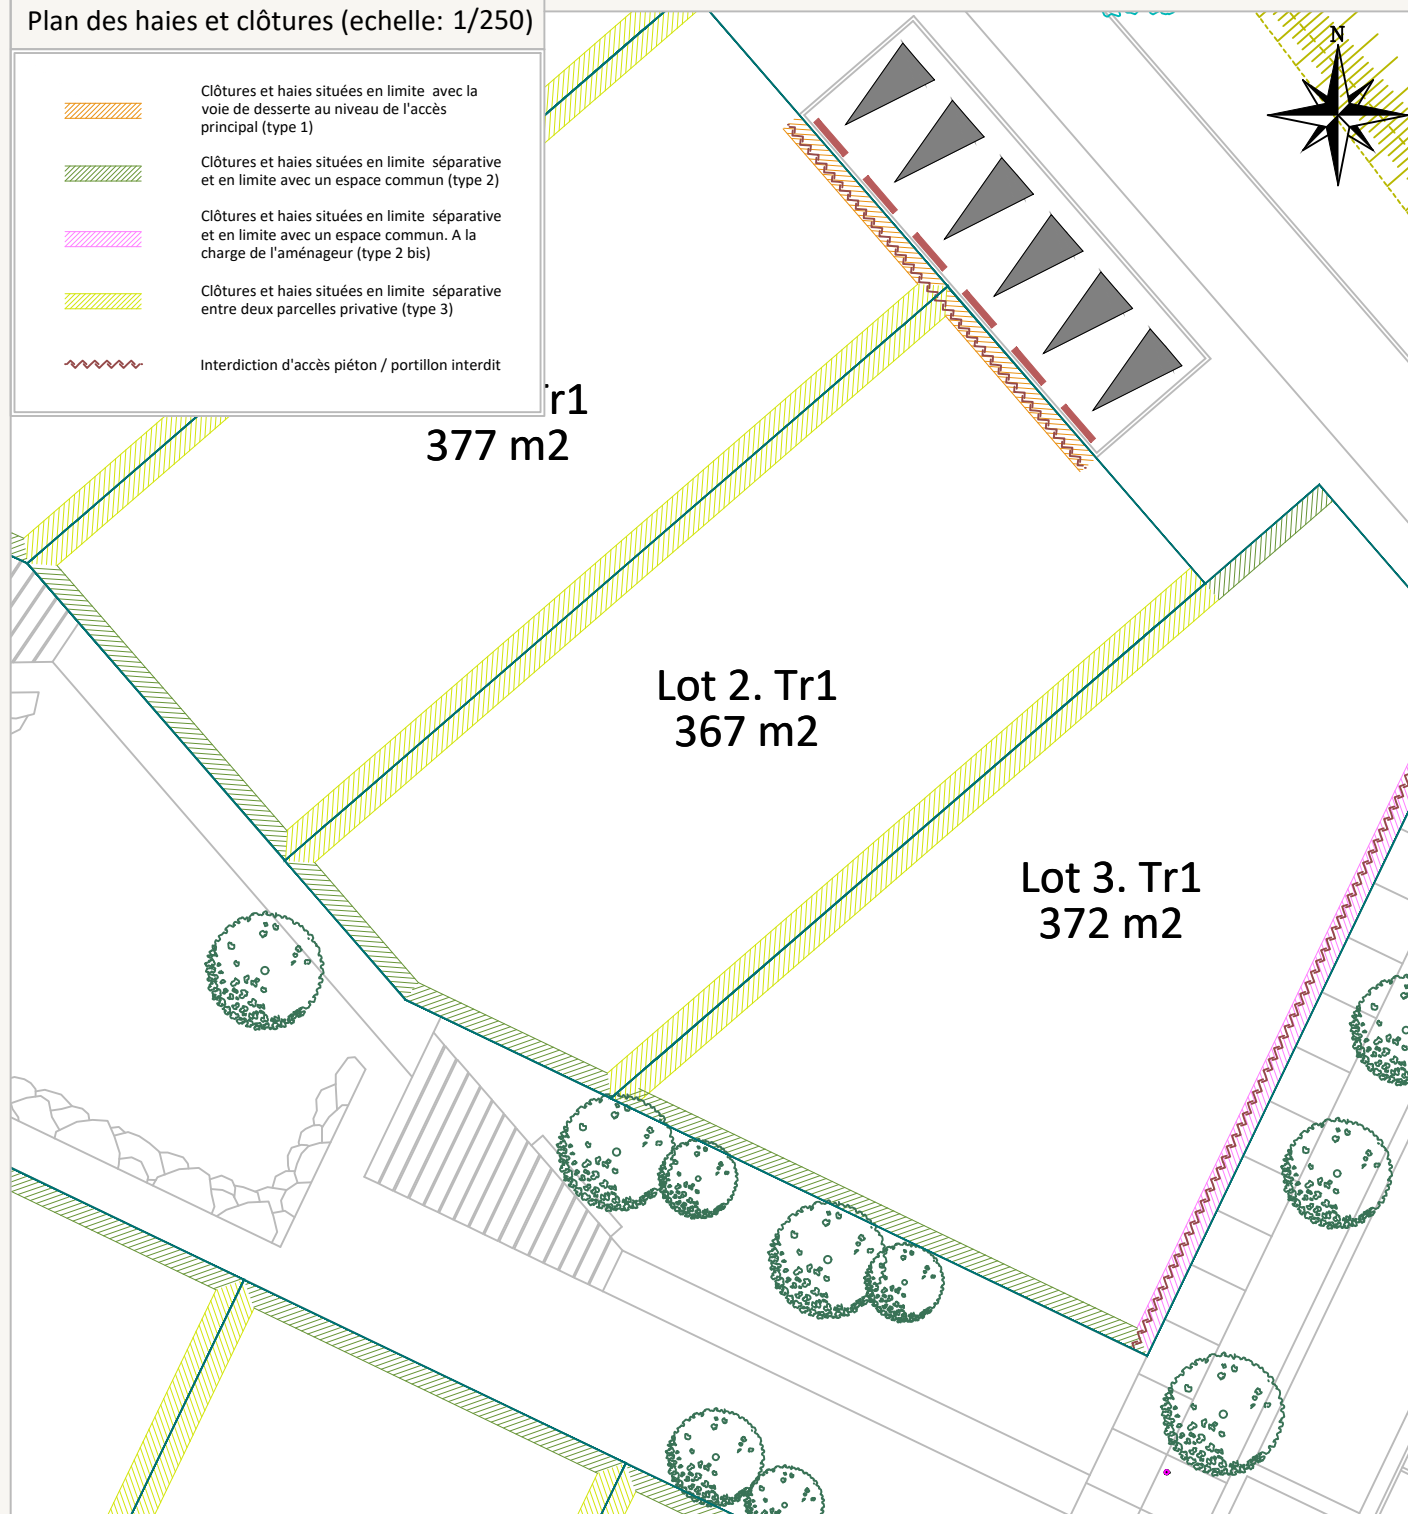 Plan des haies et clôtures (echelle: 1/250)
Clôtures et haies situées en limite avec la
voie de desserte au niveau de l'accès
principal (type 1)
Clôtures et haies situées en limite séparative
et en limite avec un espace commun (type 2)
Clôtures et haies situées en limite séparative
et en limite avec un espace commun. A la
charge de l'aménageur (type 2 bis)
Clôtures et haies situées en limite séparative
entre deux parcelles privative (type 3)
Interdiction d'accès piéton / portillon interdit
N
Tr1
377 m2
Lot 2. Tr1
367 m2
Lot 3. Tr1
372 m2